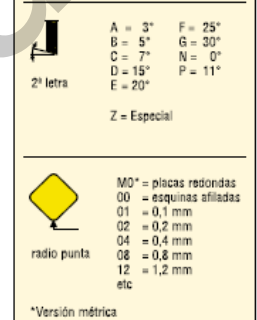 A = 3° F = 25°
B = 5° G = 30°
C = 7° N = 0°
D = 15° P = 11°
E = 20°
2ª letra
Z = Especial
M0* = placas redondas
00 = esquinas afiladas
01 = 0,1 mm
02 = 0,2 mm
04 = 0,4 mm
08 = 0,8 mm
12 = 1,2 mm
etc
radio punta
*Versión métrica